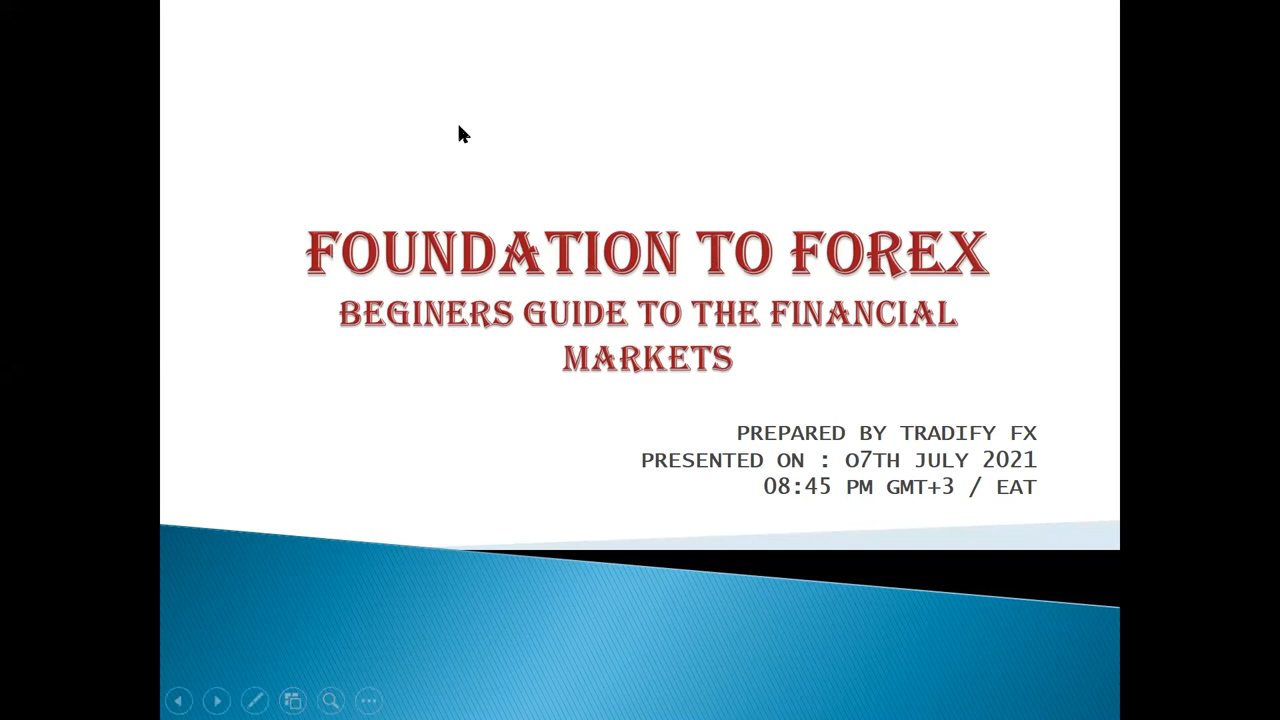 FOUNDATION TO FOREX
BEGINERS GUIDE TO THE FINANCIAL
MARKETS
PREPARED BY TRADIFY FX
PRESENTED ON : O7TH JULY 2021
08:45 PM GMT+3 / EAT